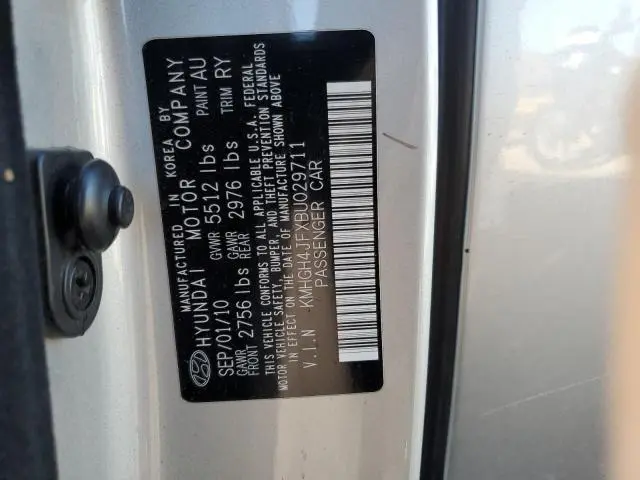 MANUFACTURED IN KOREA BY
HYUNDAI MOTOR COMPANY
SEP/01/10 GVWR 5512 lbs PAINT AU
GAWR FRONT 2756 lbs GAWR REAR 2976 lbs TRIM RY
THIS VEHICLE CONFORMS TO ALL APPLICABLE U.S.A. FEDERAL
MOTOR VEHICLE SAFETY, BUMPER, AND THEFT PREVENTION STANDARDS
IN EFFECT ON THE DATE OF MANUFACTURE SHOWN ABOVE
V.I.N KMHGH4JFXBU029711
PASSENGER CAR